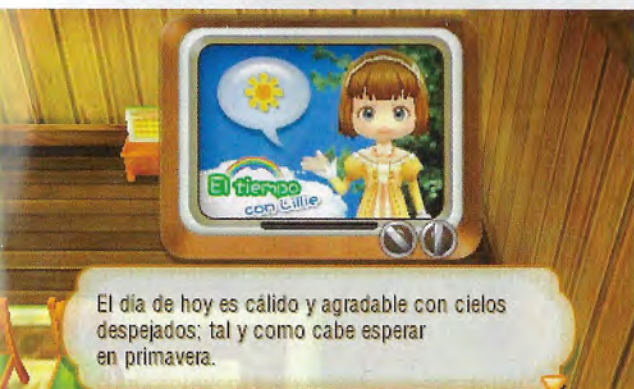 El tiempo
con Lillie
El día de hoy es cálido y agradable con cielos
despejados; tal y como cabe esperar
en primavera.